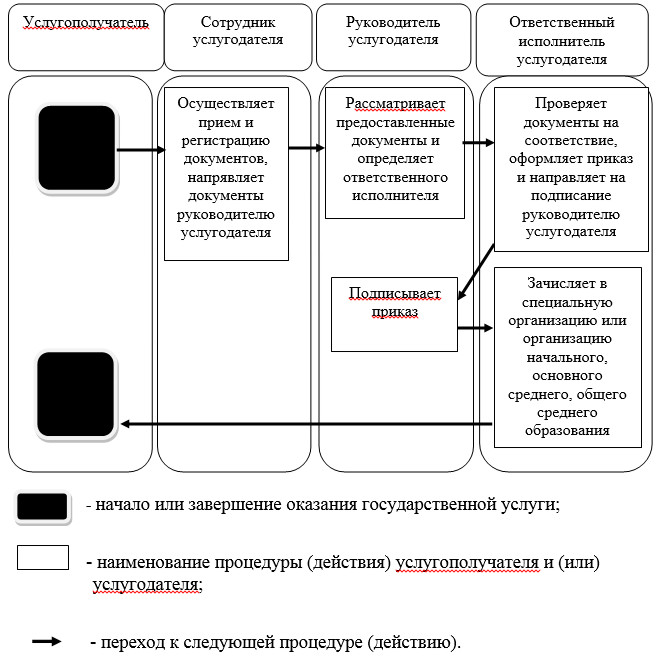 Услугополучатель
Сотрудник
услугодателя
Руководитель
услугодателя
Ответственный
исполнитель
услугодателя
Осуществляет
прием и
регистрацию
документов,
напрявляет
документы
руководителю
услугодателя
Рассматривает
предоставленные
документы и
определяет
ответственного
исполнителя
Проверяет
документы на
соответствие,
оформляет приказ
и направляет на
подписание
руководителю
услугодателя
Подписывает
приказ
Зачисляет в
специальную
организацию или
организацию
начального,
основного
среднего, общего
среднего
образования
- начало или завершение оказания государственной услуги;
- наименование процедуры (действия) услугополучателя и (или)
услугодателя;
- переход к следующей процедуре (действию).